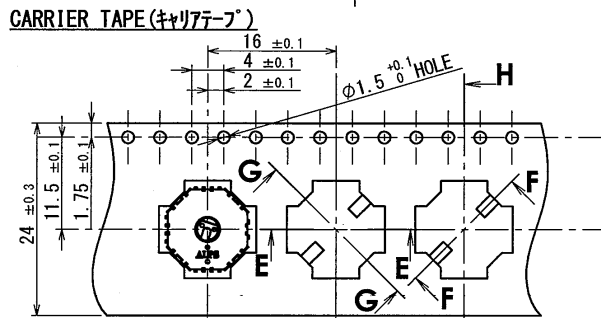 CARRIER TAPE(ｷｬﾘｱﾃｰﾌﾟ)
16 ±0.1
4 ±0.1
2 ±0.1
Ø1.5 +0.1 0 HOLE
H
24 ±0.3
11.5 ±0.1
1.75 ±0.1
G
F
ALPS
E
E
G
F